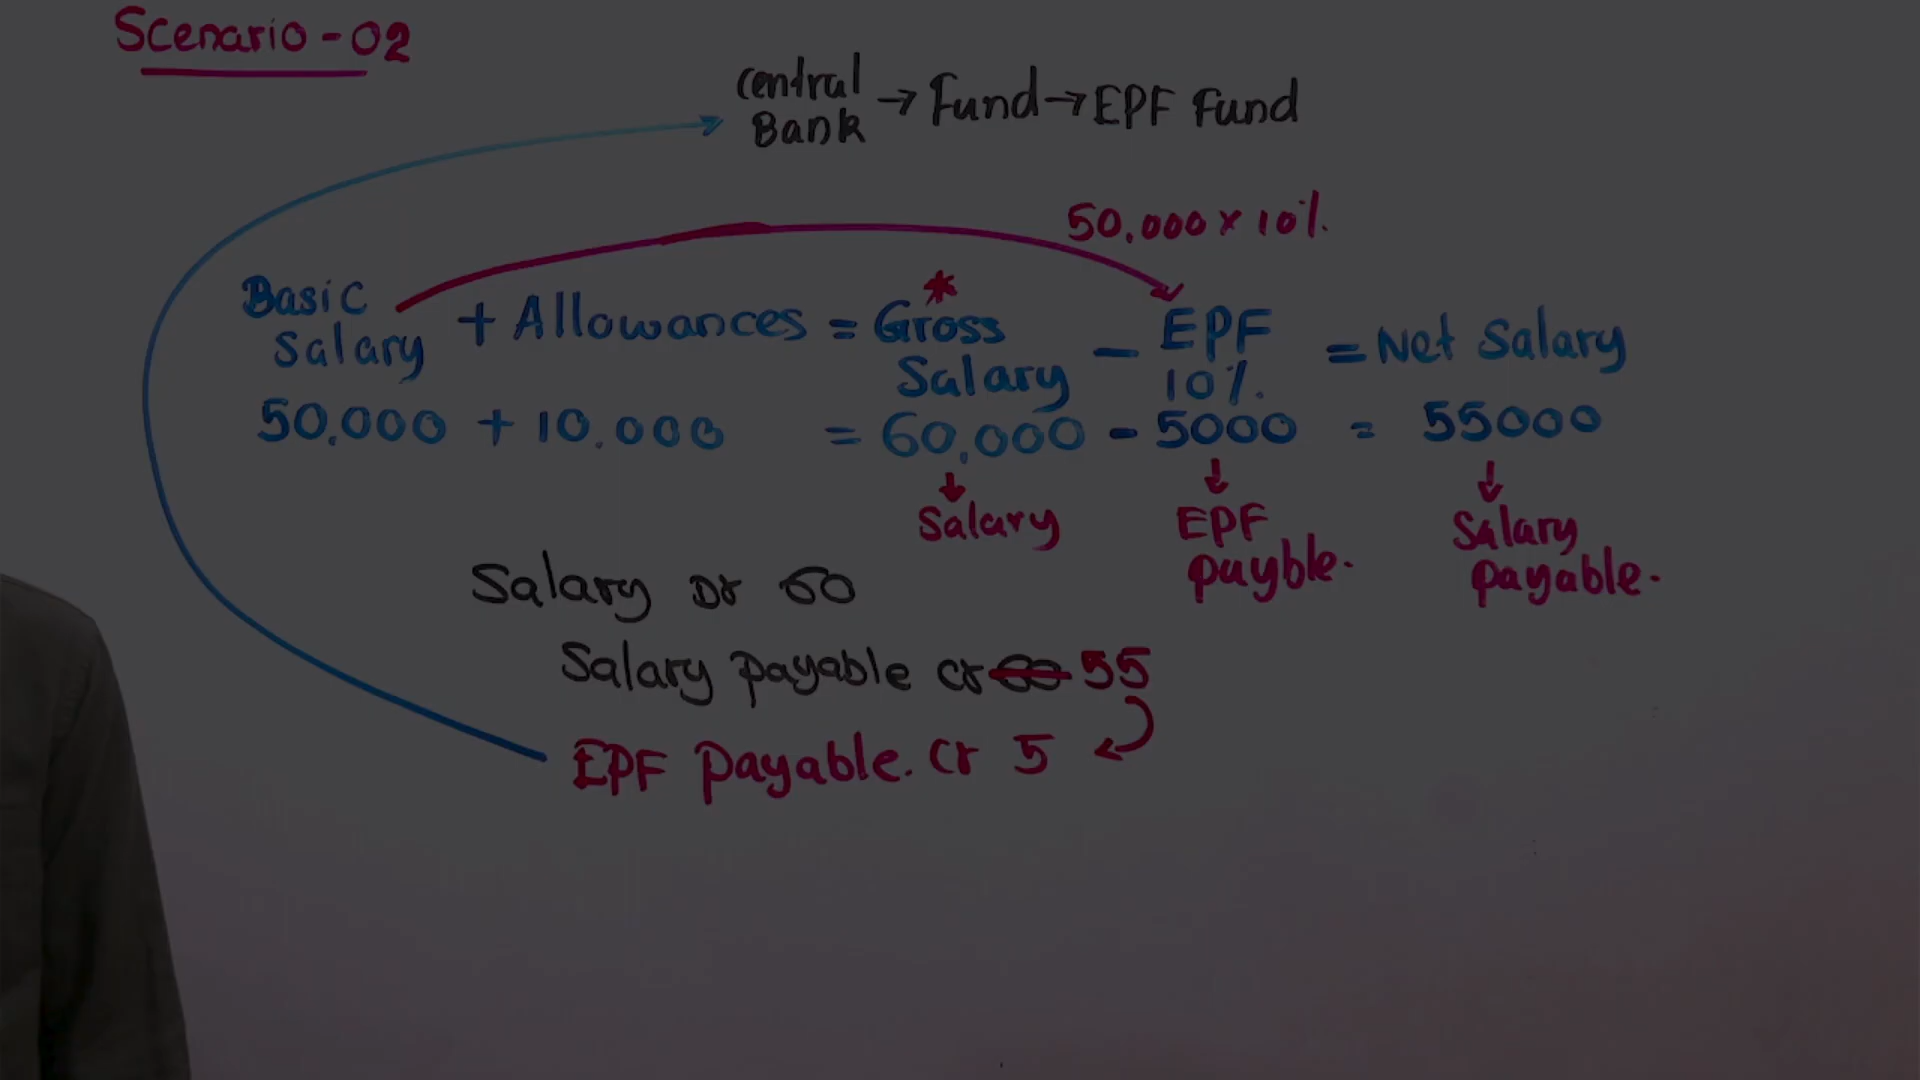 Scenario - 02
Central Bank → Fund → EPF Fund
50,000 × 10%.
*
Basic Salary + Allowances = Gross Salary - EPF 10%. = Net Salary
50,000 + 10,000 = 60,000 - 5000 = 55000
↓ Salary ↓ EPF payble. ↓ Salary payable.
Salary Dr 60
Salary payable cr 60 55
EPF Payable. Cr 5